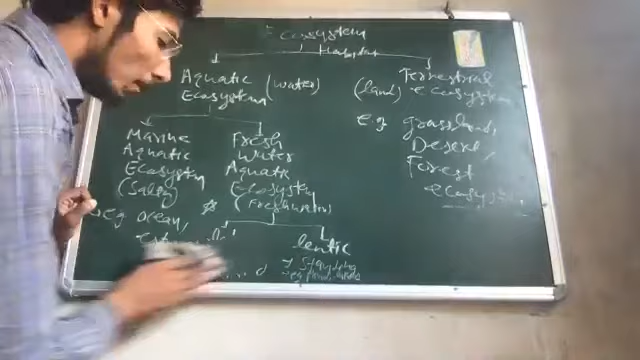 Ecosystem
Aquatic
Ecosystem (water)
Terrestrial
(land) ecosystem
Marine
Aquatic
Ecosystem
(Salty)
eg ocean,
Fresh
Water
Aquatic
Ecosystem
(Freshwater)
lentic
eg grassland,
Desert,
Forest
ecosystem